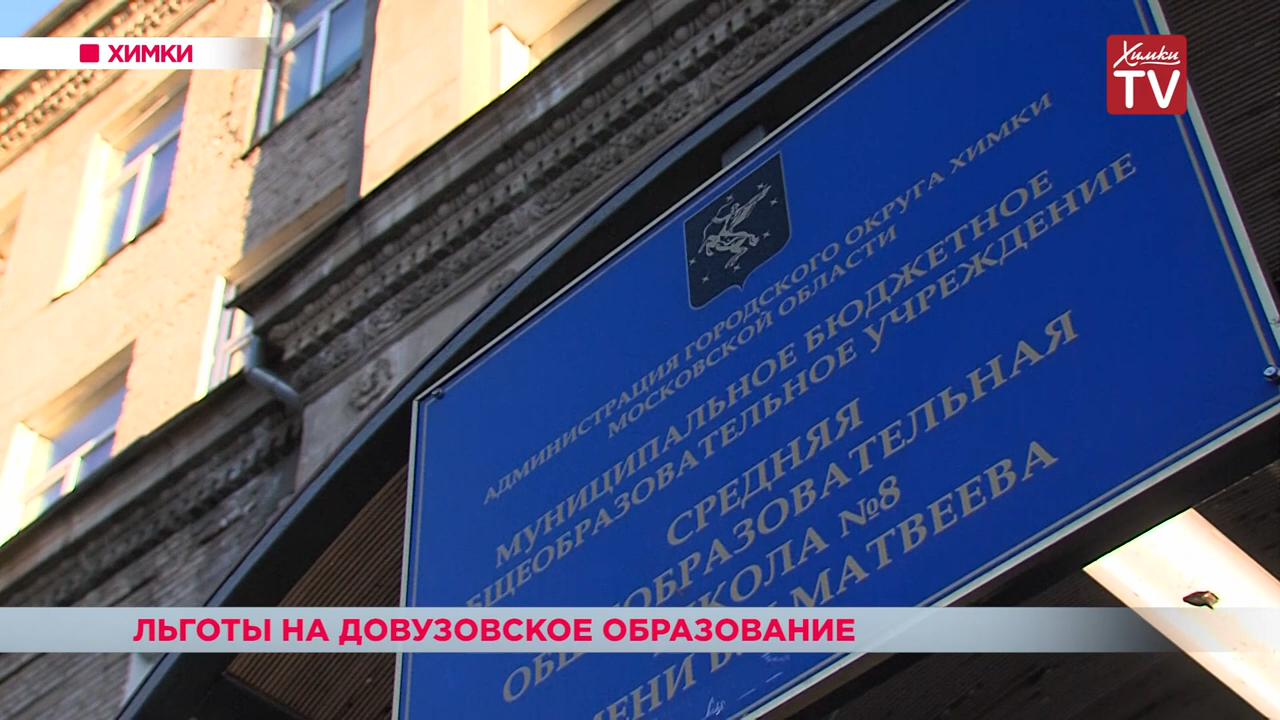 ХИМКИ
Химки
TV
АДМИНИСТРАЦИЯ ГОРОДСКОГО ОКРУГА ХИМКИ
МОСКОВСКОЙ ОБЛАСТИ
МУНИЦИПАЛЬНОЕ БЮДЖЕТНОЕ
БЩЕОБРАЗОВАТЕЛЬНОЕ УЧРЕЖДЕНИЕ
СРЕДНЯЯ
ОБЩЕОБРАЗОВАТЕЛЬНАЯ
ШКОЛА №8
МАТВЕЕВА
ЛЬГОТЫ НА ДОВУЗОВСКОЕ ОБРАЗОВАНИЕ